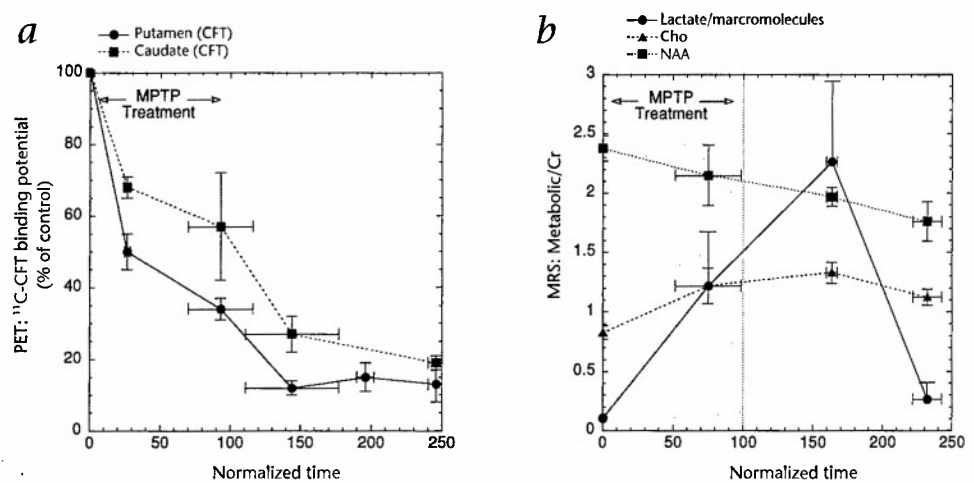 a
Putamen (CFT)
Caudate (CFT)
100
80
60
40
20
0
MPTP
Treatment
PET: ¹¹C-CFT binding potential
(% of control)
0 50 100 150 200 250
Normalized time
b
Lactate/marcromolecules
Cho
NAA
3
2.5
2
1.5
1
0.5
0
MPTP
Treatment
MRS: Metabolic/Cr
0 50 100 150 200 250
Normalized time